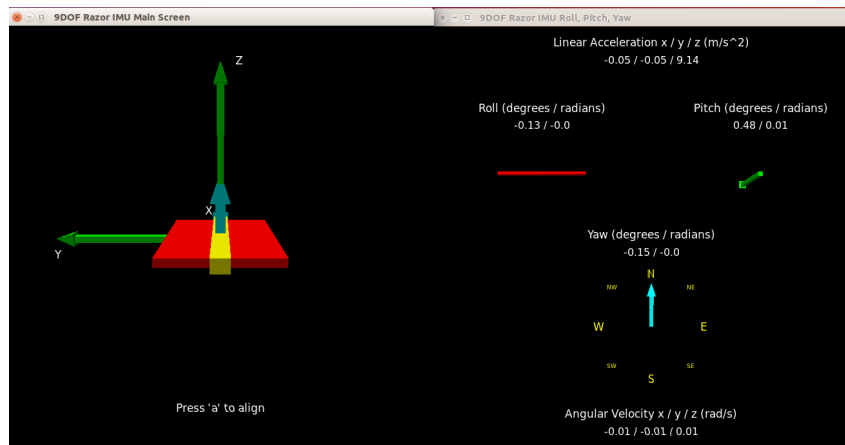 9DOF Razor IMU Main Screen
Z
X
Y
Press 'a' to align
9DOF Razor IMU Roll, Pitch, Yaw
Linear Acceleration x / y / z (m/s^2)
-0.05 / -0.05 / 9.14
Roll (degrees / radians) Pitch (degrees / radians)
-0.13 / -0.0 0.48 / 0.01
Yaw (degrees / radians)
-0.15 / -0.0
N
NW NE
W E
SW SE
S
Angular Velocity x / y / z (rad/s)
-0.01 / -0.01 / 0.01